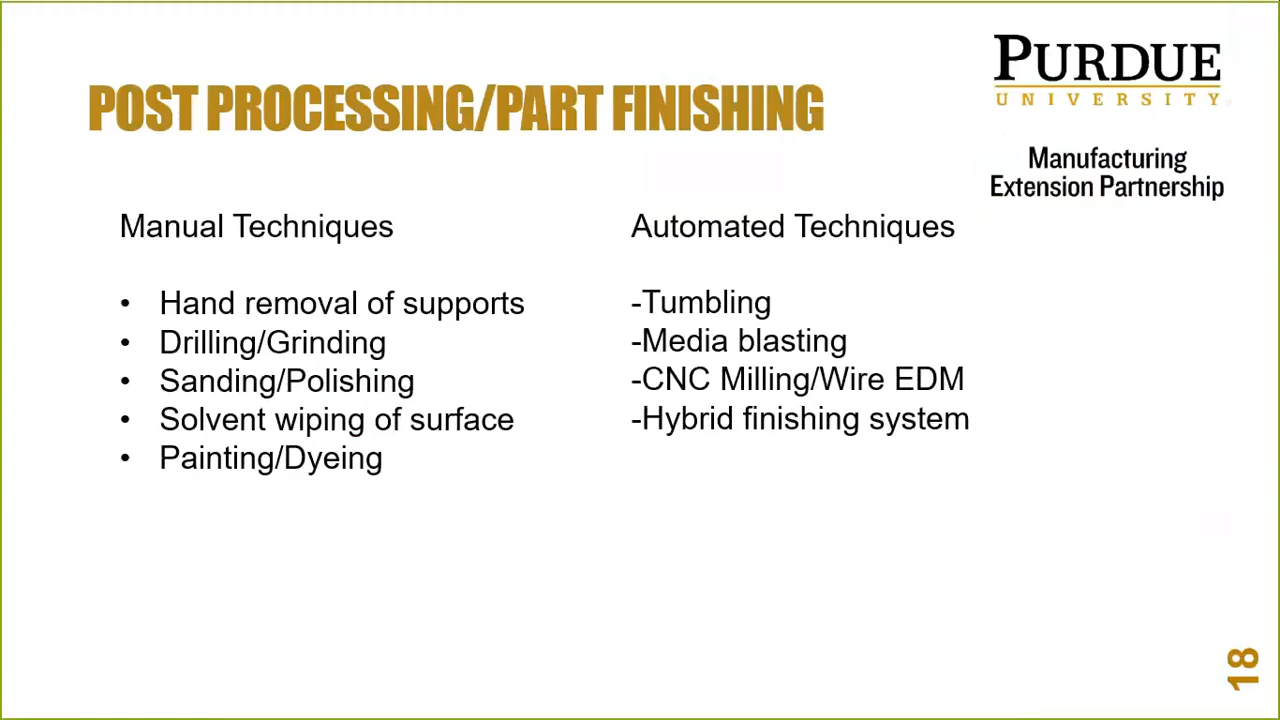 PURDUE
UNIVERSITY
Manufacturing
Extension Partnership
POST PROCESSING/PART FINISHING
Manual Techniques
• Hand removal of supports
• Drilling/Grinding
• Sanding/Polishing
• Solvent wiping of surface
• Painting/Dyeing
Automated Techniques
-Tumbling
-Media blasting
-CNC Milling/Wire EDM
-Hybrid finishing system
18